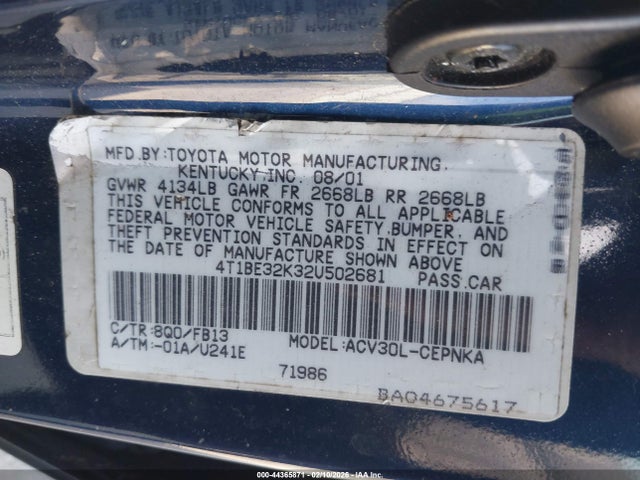 MFD.BY:TOYOTA MOTOR MANUFACTURING,
KENTUCKY,INC. 08/01
GVWR 4134LB GAWR FR 2668LB RR 2668LB
THIS VEHICLE CONFORMS TO ALL APPLICABLE
FEDERAL MOTOR VEHICLE SAFETY,BUMPER, AND
THEFT PREVENTION STANDARDS IN EFFECT ON
THE DATE OF MANUFACTURE SHOWN ABOVE.
4T1BE32K32U502681 PASS.CAR
C/TR:8Q0/FB13 MODEL:ACV30L-CEPNKA
A/TM:-01A/U241E
71986
BA04675617
000-44365871 - 02/10/2026 - COPART